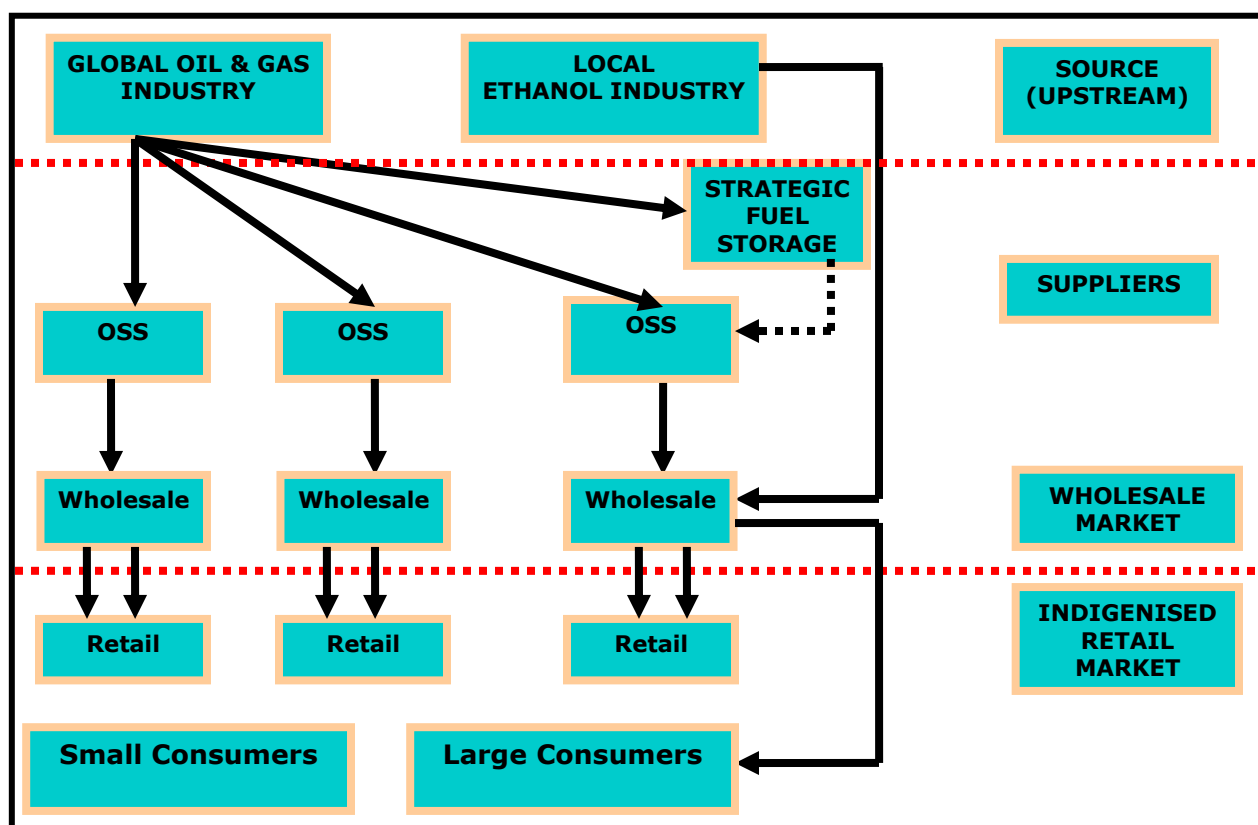 GLOBAL OIL & GAS
INDUSTRY
LOCAL
ETHANOL INDUSTRY
SOURCE
(UPSTREAM)
STRATEGIC
FUEL
STORAGE
SUPPLIERS
OSS
OSS
OSS
Wholesale
Wholesale
Wholesale
WHOLESALE
MARKET
Retail
Retail
Retail
INDIGENISED
RETAIL
MARKET
Small Consumers
Large Consumers